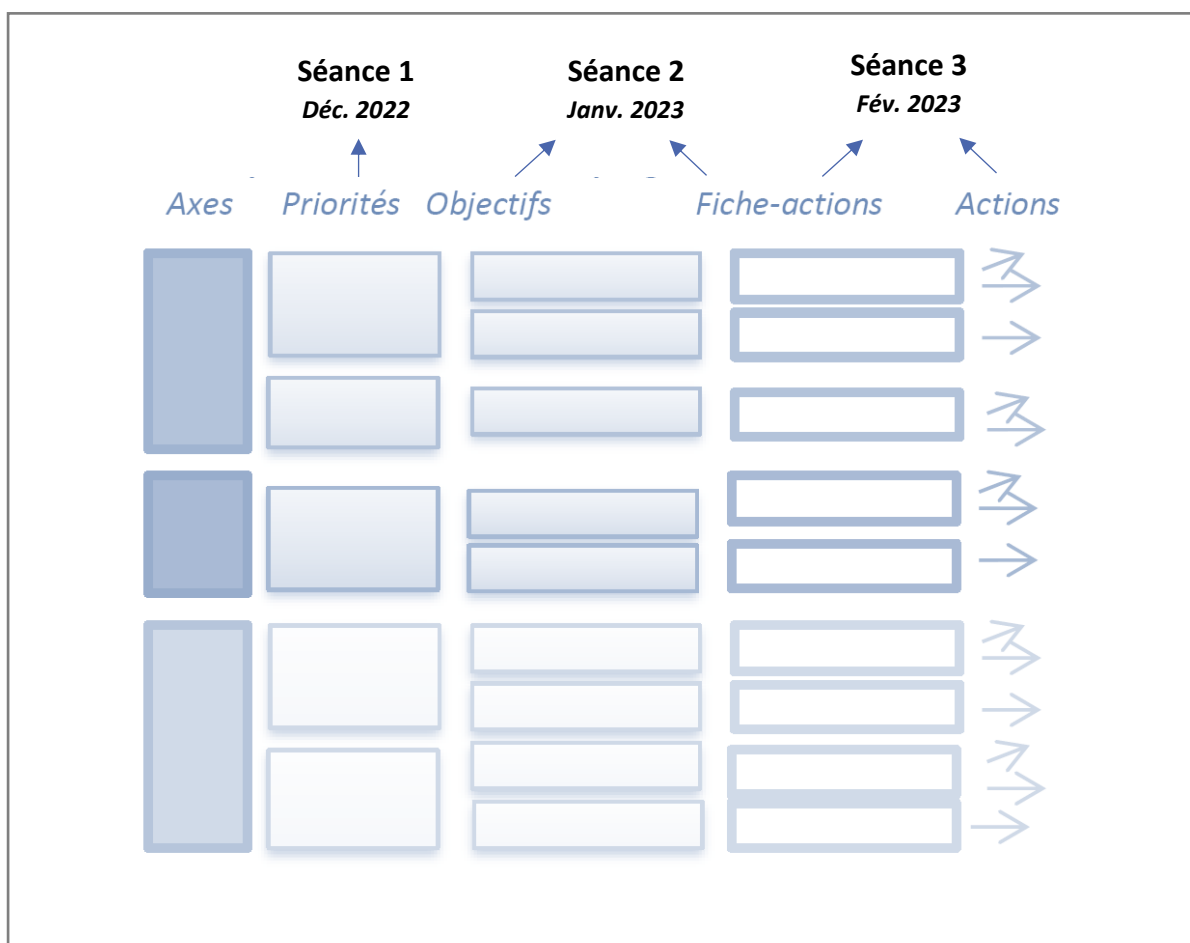 Séance 1
Déc. 2022
Séance 2
Janv. 2023
Séance 3
Fév. 2023
Axes Priorités Objectifs Fiche-actions Actions